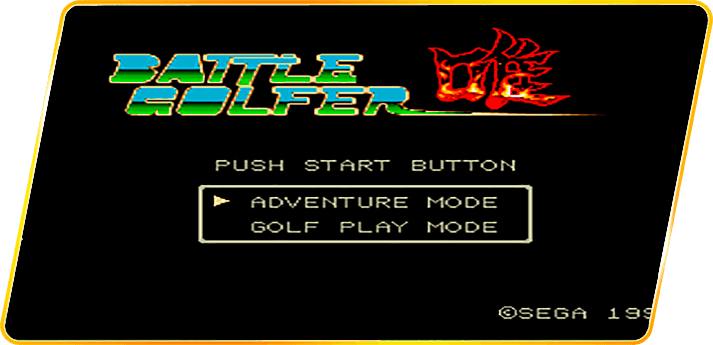 BATTLE
GOLFER 唯
PUSH START BUTTON
▶ ADVENTURE MODE
GOLF PLAY MODE
©SEGA 199